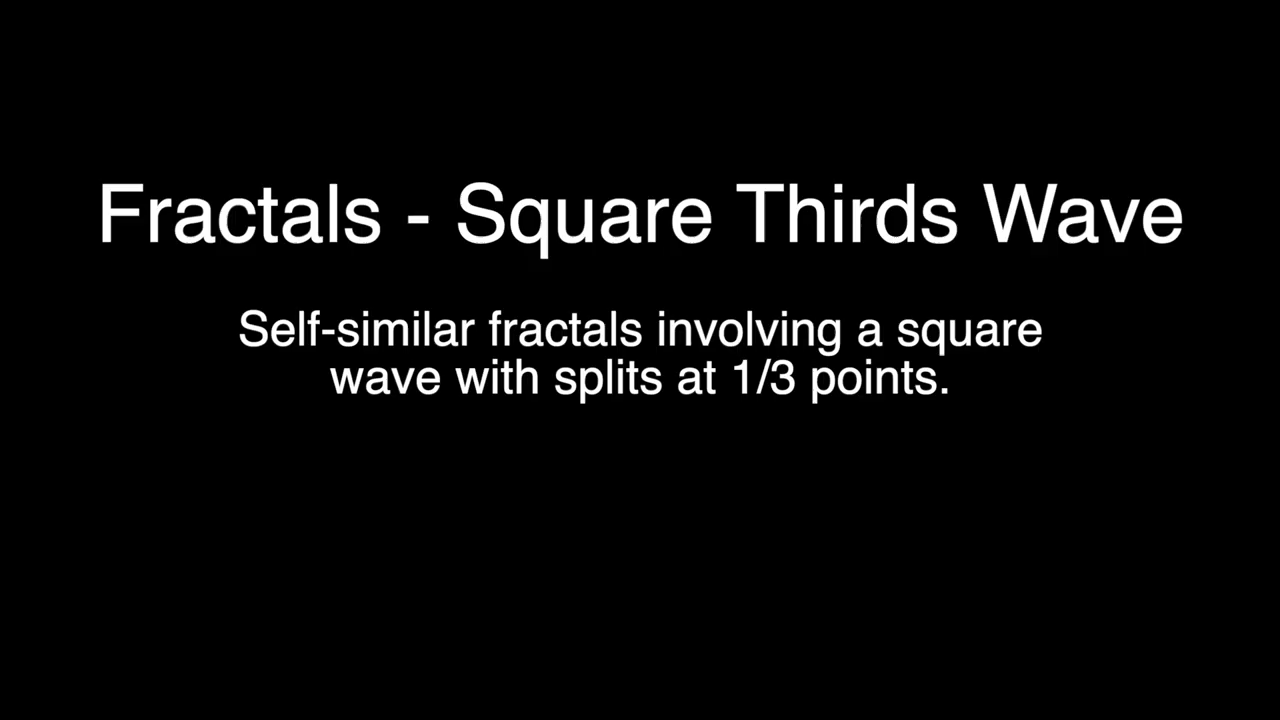 Fractals - Square Thirds Wave
Self-similar fractals involving a square
wave with splits at 1/3 points.